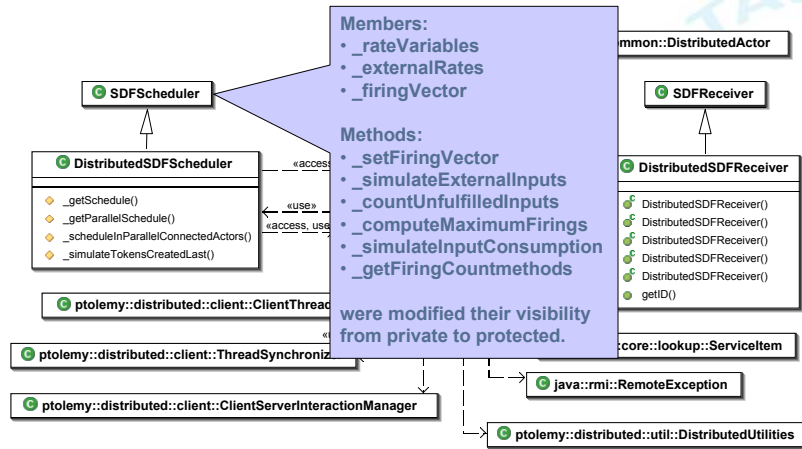 Members:
• _rateVariables
• _externalRates
• _firingVector
Methods:
• _setFiringVector
• _simulateExternalInputs
• _countUnfulfilledInputs
• _computeMaximumFirings
• _simulateInputConsumption
• _getFiringCountmethods
were modified their visibility
from private to protected.
::DistributedActor
C SDFScheduler
C SDFReceiver
C DistributedSDFScheduler
_getSchedule()
_getParallelSchedule()
_scheduleInParallelConnectedActors()
_simulateTokensCreatedLast()
«use»
«access, use
C DistributedSDFReceiver
DistributedSDFReceiver()
DistributedSDFReceiver()
DistributedSDFReceiver()
DistributedSDFReceiver()
DistributedSDFReceiver()
getID()
C ptolemy::distributed::client::ClientThread
C ptolemy::distributed::client::ThreadSynchroniz
C ptolemy::distributed::client::ClientServerInteractionManager
:core::lookup::ServiceItem
C java::rmi::RemoteException
C ptolemy::distributed::util::DistributedUtilities